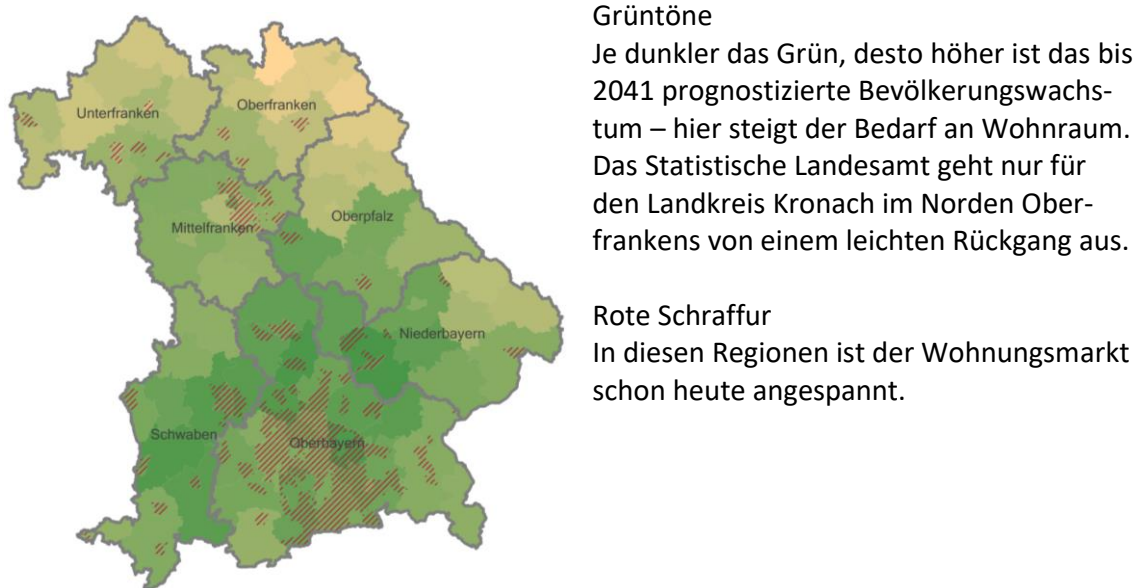 Grüntöne
Je dunkler das Grün, desto höher ist das bis
2041 prognostizierte Bevölkerungswachs-
tum – hier steigt der Bedarf an Wohnraum.
Das Statistische Landesamt geht nur für
den Landkreis Kronach im Norden Ober-
frankens von einem leichten Rückgang aus.
Rote Schraffur
In diesen Regionen ist der Wohnungsmarkt
schon heute angespannt.
Unterfranken
Oberfranken
Mittelfranken
Oberpfalz
Niederbayern
Schwaben
Oberbayern